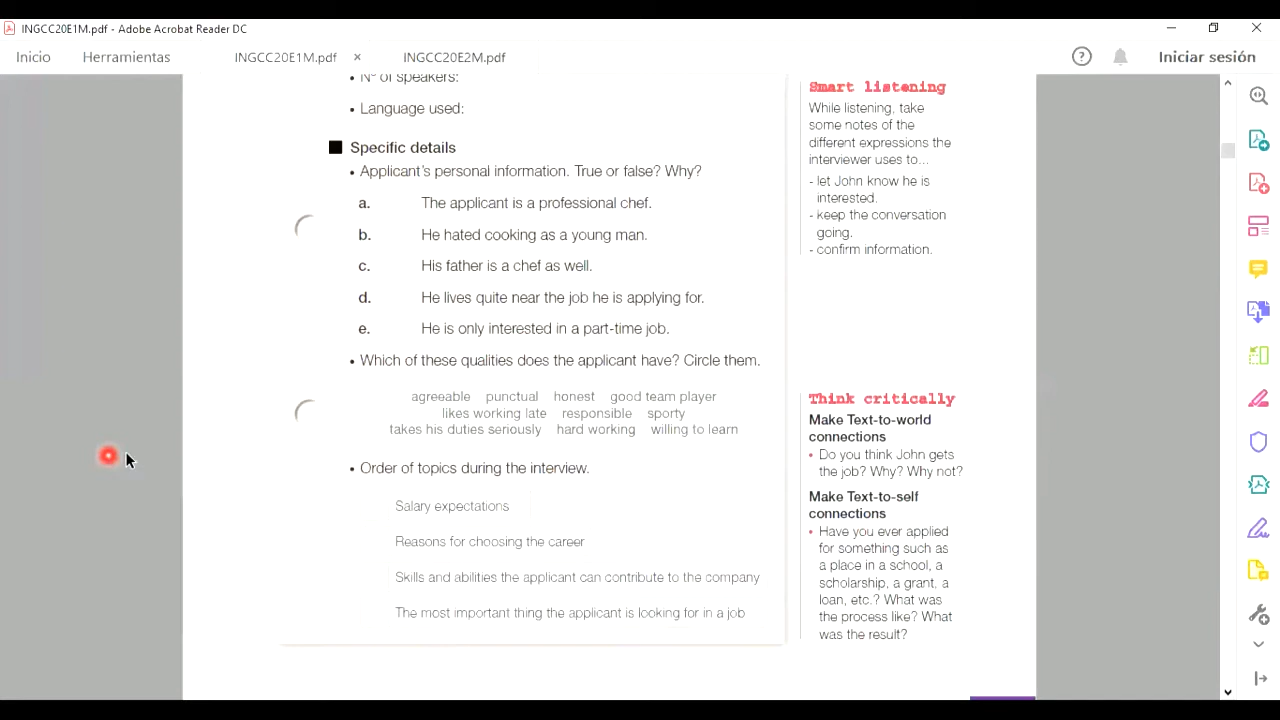 INGCC20E1M.pdf - Adobe Acrobat Reader DC
Inicio Herramientas INGCC20E1M.pdf × INGCC20E2M.pdf Iniciar sesión
• N° of speakers:
• Language used:
Specific details
• Applicant's personal information. True or false? Why?
a. The applicant is a professional chef.
b. He hated cooking as a young man.
c. His father is a chef as well.
d. He lives quite near the job he is applying for.
e. He is only interested in a part-time job.
• Which of these qualities does the applicant have? Circle them.
agreeable punctual honest good team player
likes working late responsible sporty
takes his duties seriously hard working willing to learn
• Order of topics during the interview.
Salary expectations
Reasons for choosing the career
Skills and abilities the applicant can contribute to the company
The most important thing the applicant is looking for in a job
Smart listening
While listening, take
some notes of the
different expressions the
interviewer uses to...
- let John know he is
interested.
- keep the conversation
going.
- confirm information.
Think critically
Make Text-to-world
connections
• Do you think John gets
the job? Why? Why not?
Make Text-to-self
connections
• Have you ever applied
for something such as
a place in a school, a
scholarship, a grant, a
loan, etc.? What was
the process like? What
was the result?